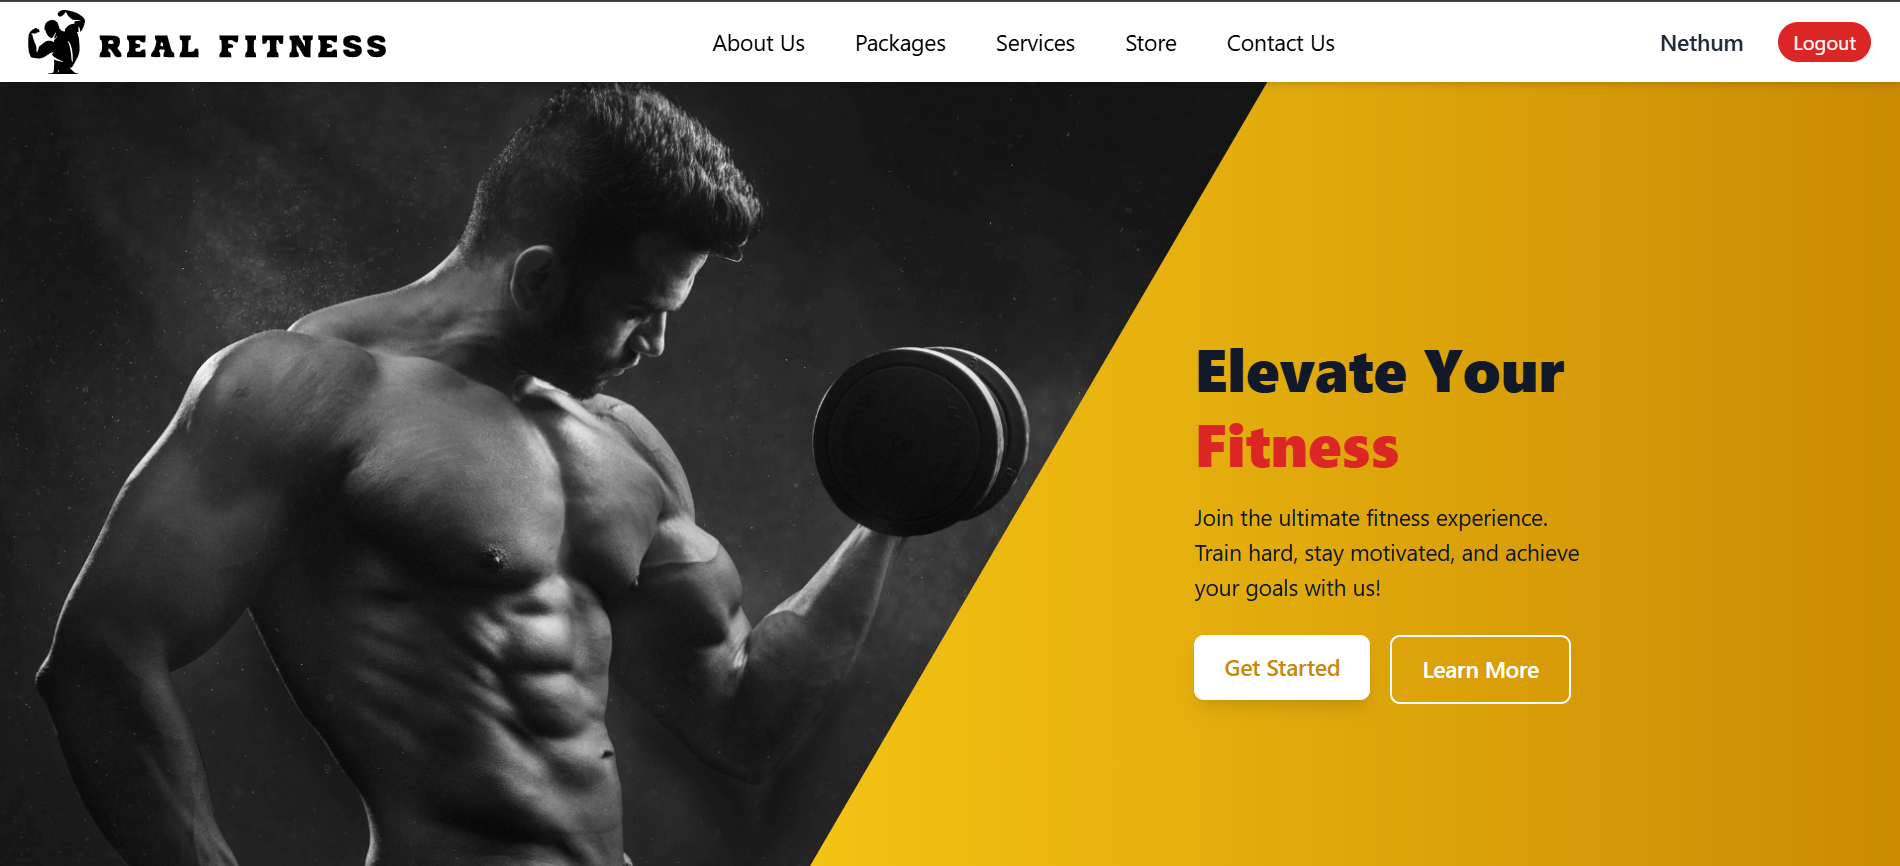 REAL FITNESS
About Us
Packages
Services
Store
Contact Us
Nethum
Logout
Elevate Your
Fitness
Join the ultimate fitness experience.
Train hard, stay motivated, and achieve
your goals with us!
Get Started
Learn More